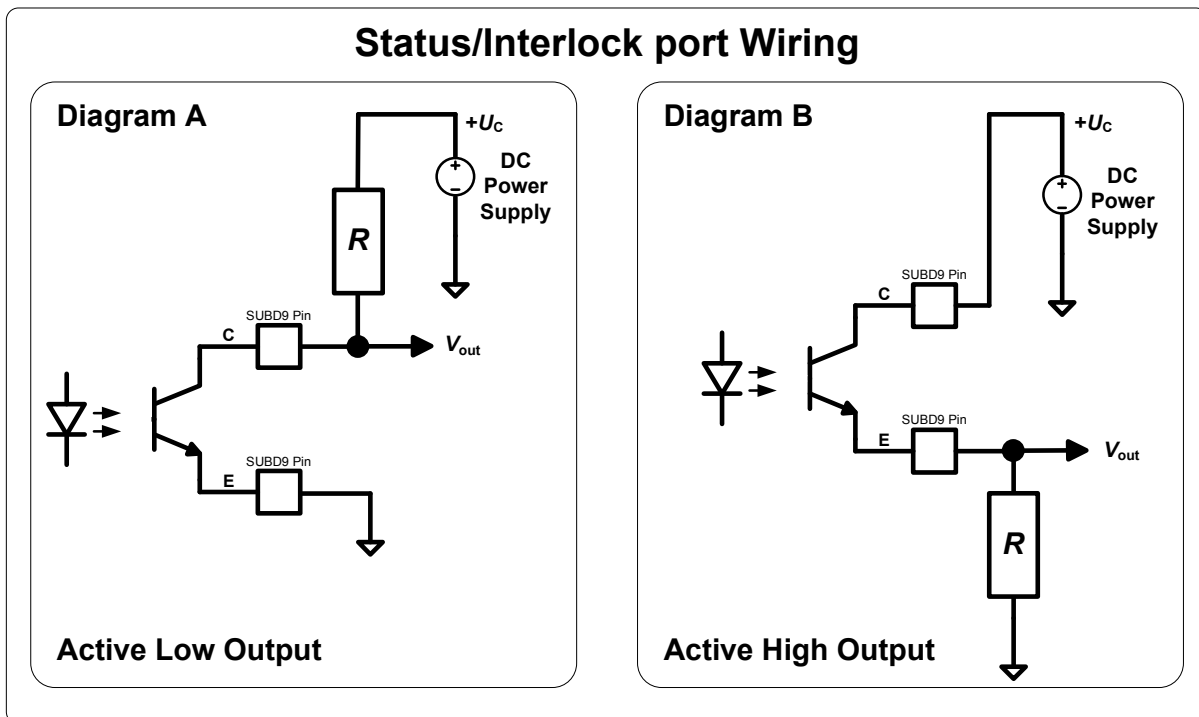 Status/Interlock port Wiring
Diagram A
+UC
+
−
DC
Power
Supply
R
SUBD9 Pin
C
Vout
SUBD9 Pin
E
Active Low Output
Diagram B
+UC
+
−
DC
Power
Supply
SUBD9 Pin
C
SUBD9 Pin
E
Vout
R
Active High Output